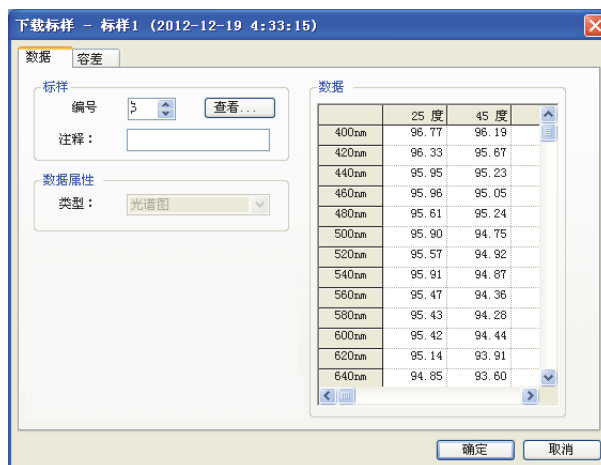 下载标样 - 标样1 (2012-12-19 4:33:15)
数据 容差
标样
编号 查看...
注释：
数据属性
类型： 光谱图
数据
25 度 45 度
400nm 96.77 96.19
420nm 96.33 95.67
440nm 95.95 95.23
460nm 95.96 95.05
480nm 95.61 95.24
500nm 95.90 94.75
520nm 95.57 94.92
540nm 95.91 94.87
560nm 95.47 94.36
580nm 95.43 94.28
600nm 95.42 94.44
620nm 95.14 93.91
640nm 94.85 93.60
确定 取消